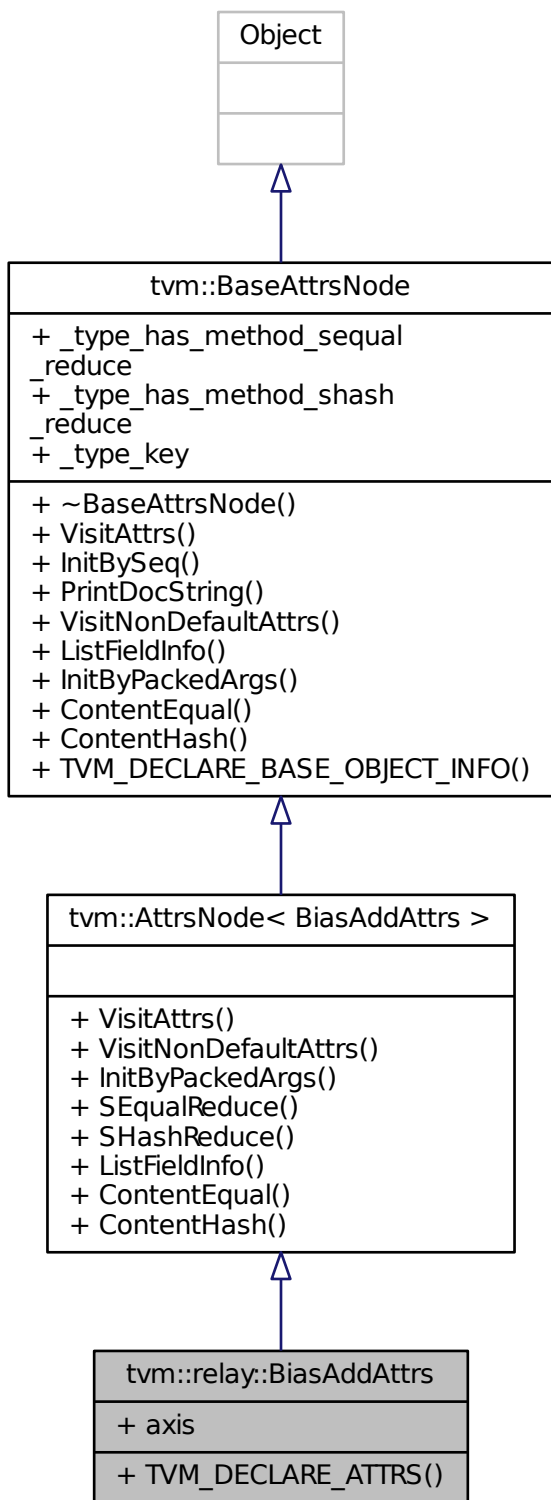 Object
tvm::BaseAttrsNode
+ _type_has_method_sequal
_reduce
+ _type_has_method_shash
_reduce
+ _type_key
+ ~BaseAttrsNode()
+ VisitAttrs()
+ InitBySeq()
+ PrintDocString()
+ VisitNonDefaultAttrs()
+ ListFieldInfo()
+ InitByPackedArgs()
+ ContentEqual()
+ ContentHash()
+ TVM_DECLARE_BASE_OBJECT_INFO()
tvm::AttrsNode< BiasAddAttrs >
+ VisitAttrs()
+ VisitNonDefaultAttrs()
+ InitByPackedArgs()
+ SEqualReduce()
+ SHashReduce()
+ ListFieldInfo()
+ ContentEqual()
+ ContentHash()
tvm::relay::BiasAddAttrs
+ axis
+ TVM_DECLARE_ATTRS()